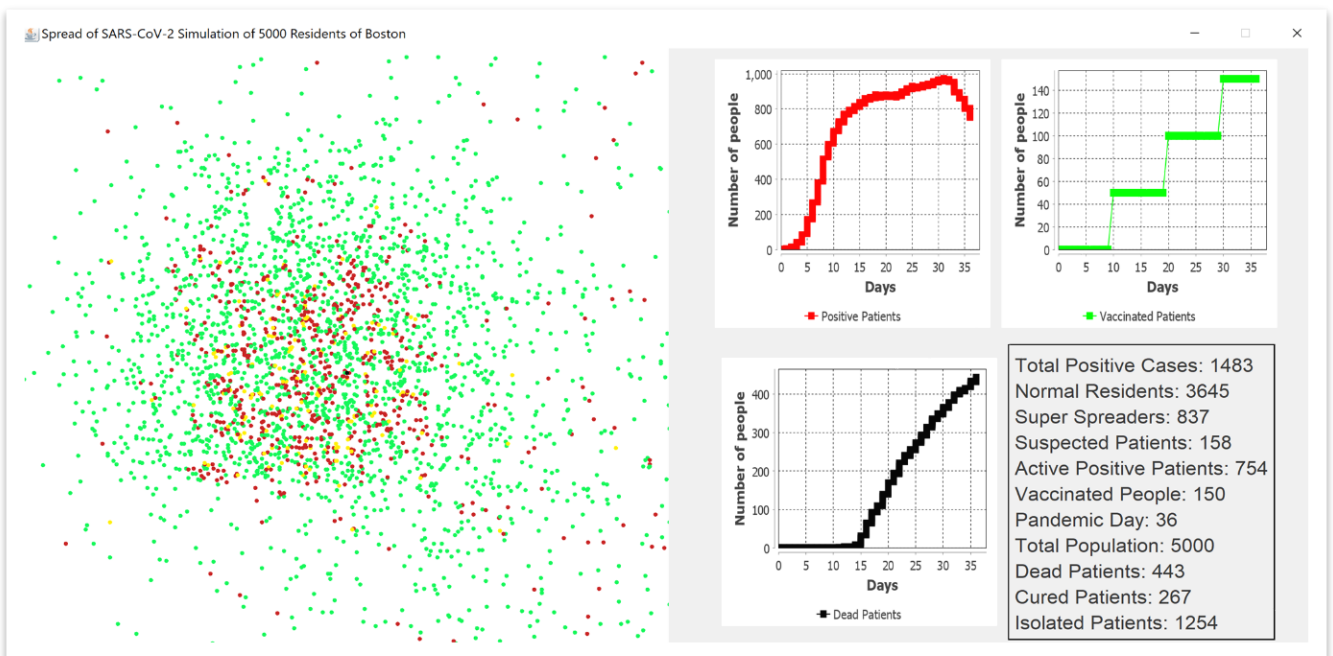 Spread of SARS-CoV-2 Simulation of 5000 Residents of Boston
Number of people
1,000
800
600
400
200
0
0 5 10 15 20 25 30 35
Days
Positive Patients
Number of people
140
120
100
80
60
40
20
0
0 5 10 15 20 25 30 35
Days
Vaccinated Patients
Number of people
400
300
200
100
0
0 5 10 15 20 25 30 35
Days
Dead Patients
Total Positive Cases: 1483
Normal Residents: 3645
Super Spreaders: 837
Suspected Patients: 158
Active Positive Patients: 754
Vaccinated People: 150
Pandemic Day: 36
Total Population: 5000
Dead Patients: 443
Cured Patients: 267
Isolated Patients: 1254